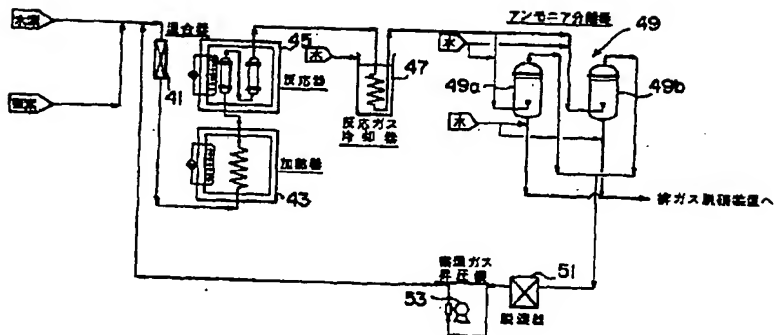 水素
混合器
41
窒素
45
反応器
加熱器
43
水
47
反応ガス
冷却器
アンモニア分離器
49
水
49a
49b
水
排ガス脱硝装置へ
循環ガス
昇圧機
53
51
脱湿器